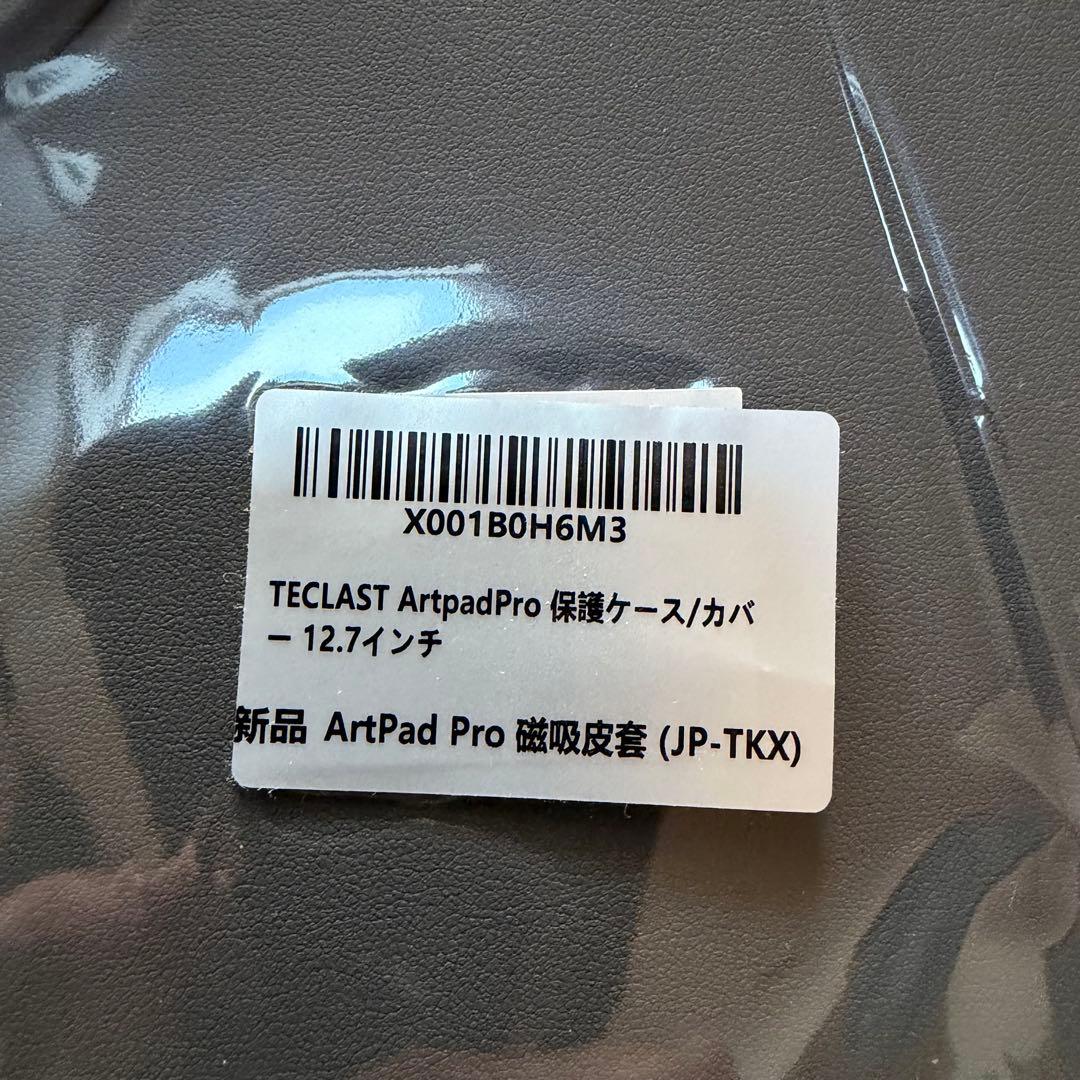 X001B0H6M3
TECLAST ArtpadPro 保護ケース/カバ
ー 12.7インチ
新品 ArtPad Pro 磁吸皮套 (JP-TKX)